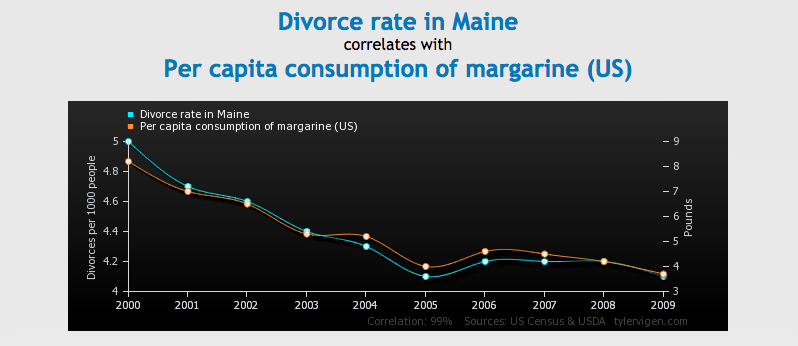 Divorce rate in Maine
correlates with
Per capita consumption of margarine (US)
Divorce rate in Maine
Per capita consumption of margarine (US)
5
4.8
4.6
4.4
4.2
4
Divorces per 1000 people
9
8
7
6
5
4
3
Pounds
2000 2001 2002 2003 2004 2005 2006 2007 2008 2009
Correlation: 99% Sources: US Census & USDA tylervigen.com